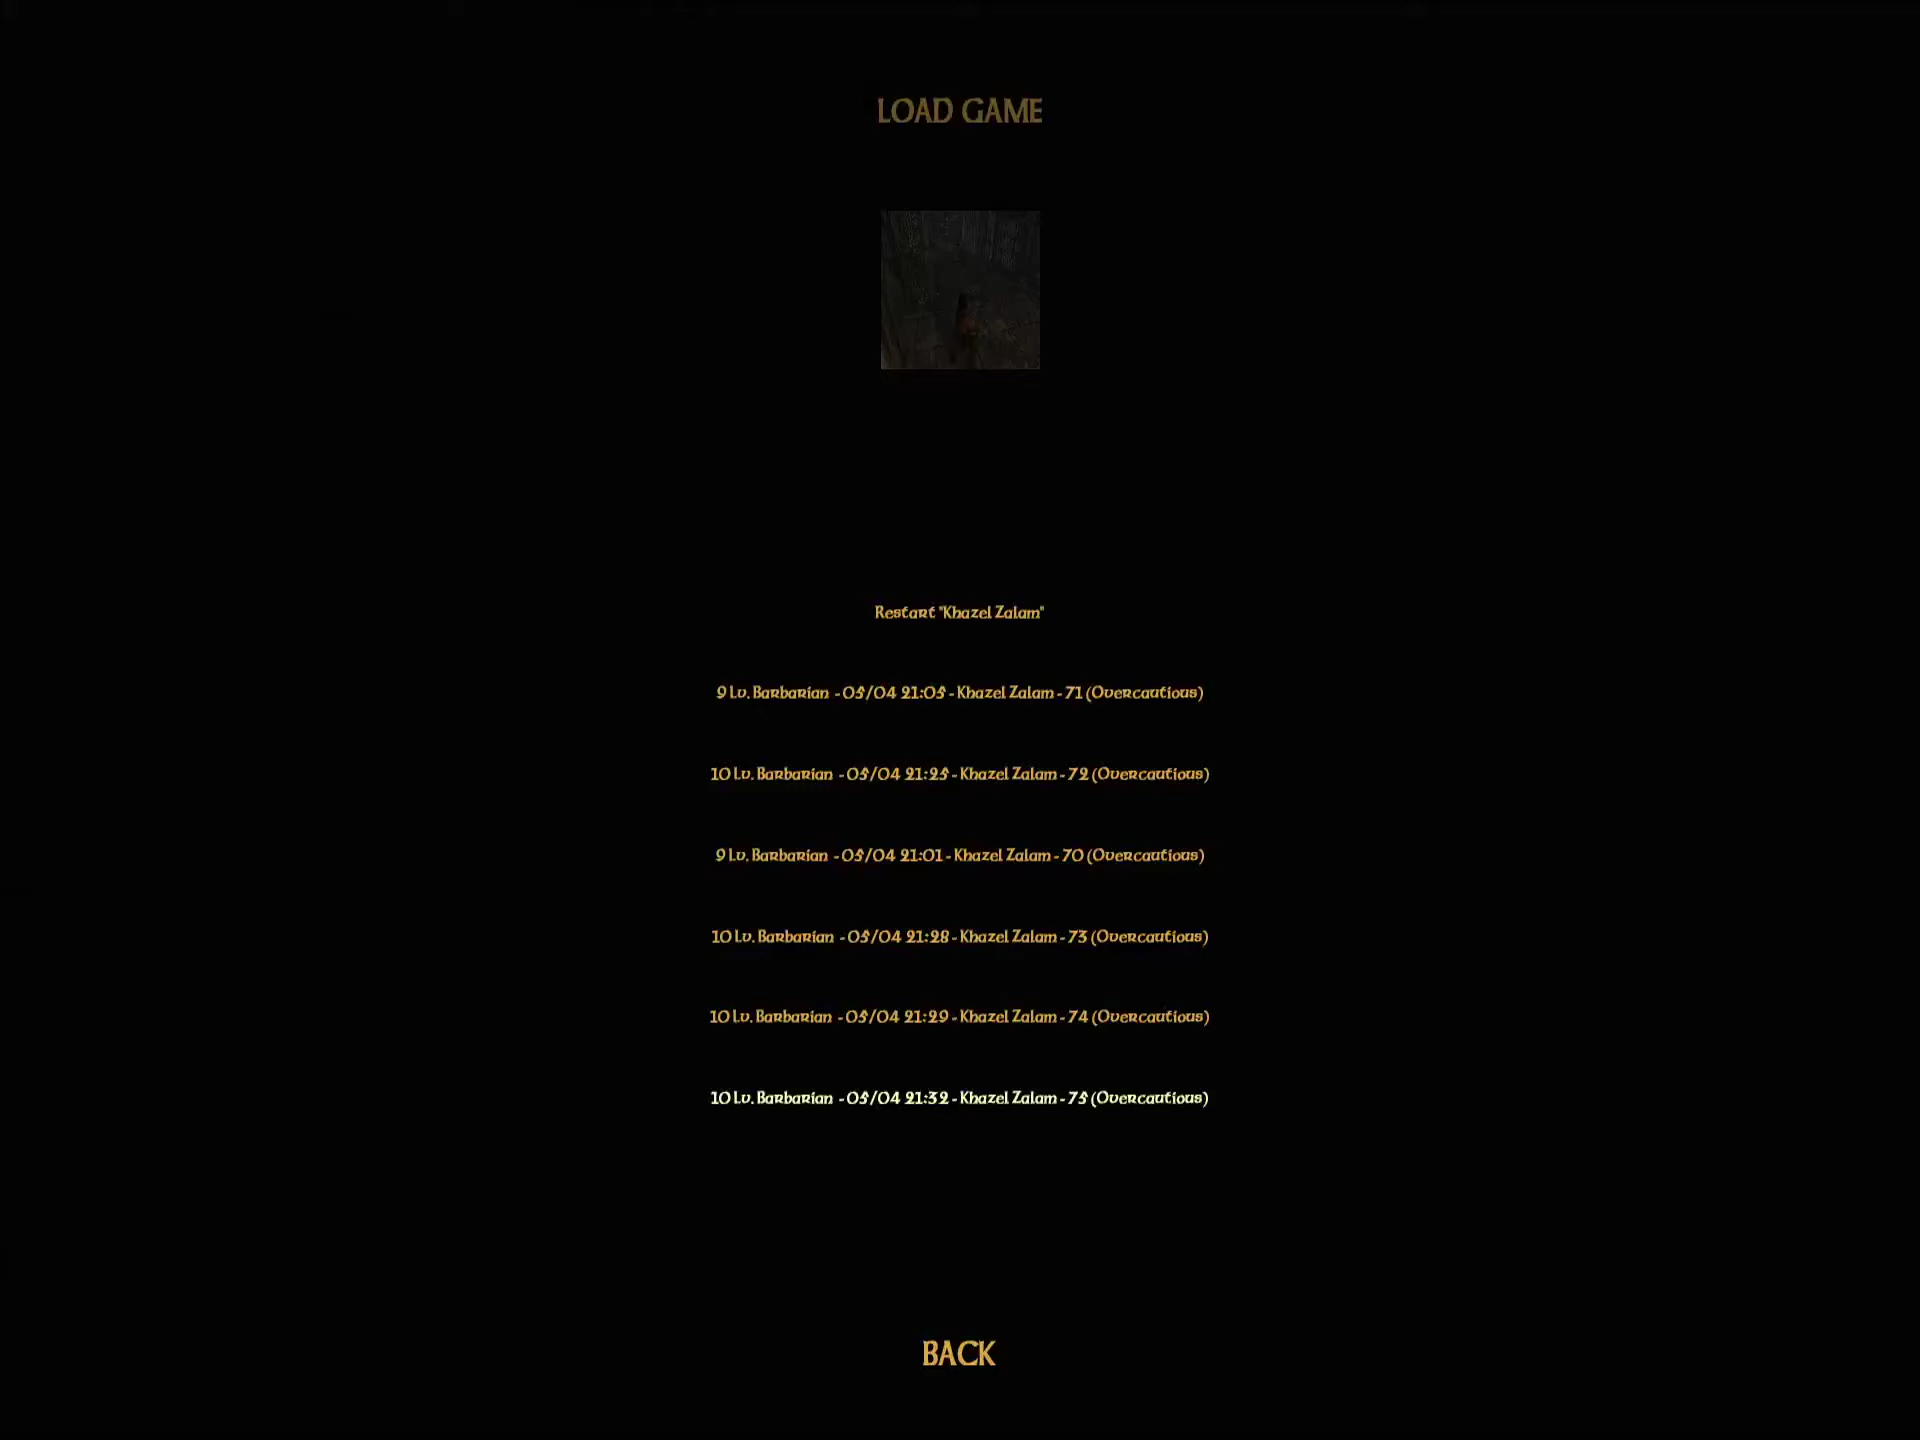 LOAD GAME
Restart "Khazel Zalam"
9 Lv. Barbarian - 05/04 21:05 - Khazel Zalam - 71 (Overcautious)
10 Lv. Barbarian - 05/04 21:25 - Khazel Zalam - 72 (Overcautious)
9 Lv. Barbarian - 05/04 21:01 - Khazel Zalam - 70 (Overcautious)
10 Lv. Barbarian - 05/04 21:28 - Khazel Zalam - 73 (Overcautious)
10 Lv. Barbarian - 05/04 21:29 - Khazel Zalam - 74 (Overcautious)
10 Lv. Barbarian - 05/04 21:32 - Khazel Zalam - 75 (Overcautious)
BACK